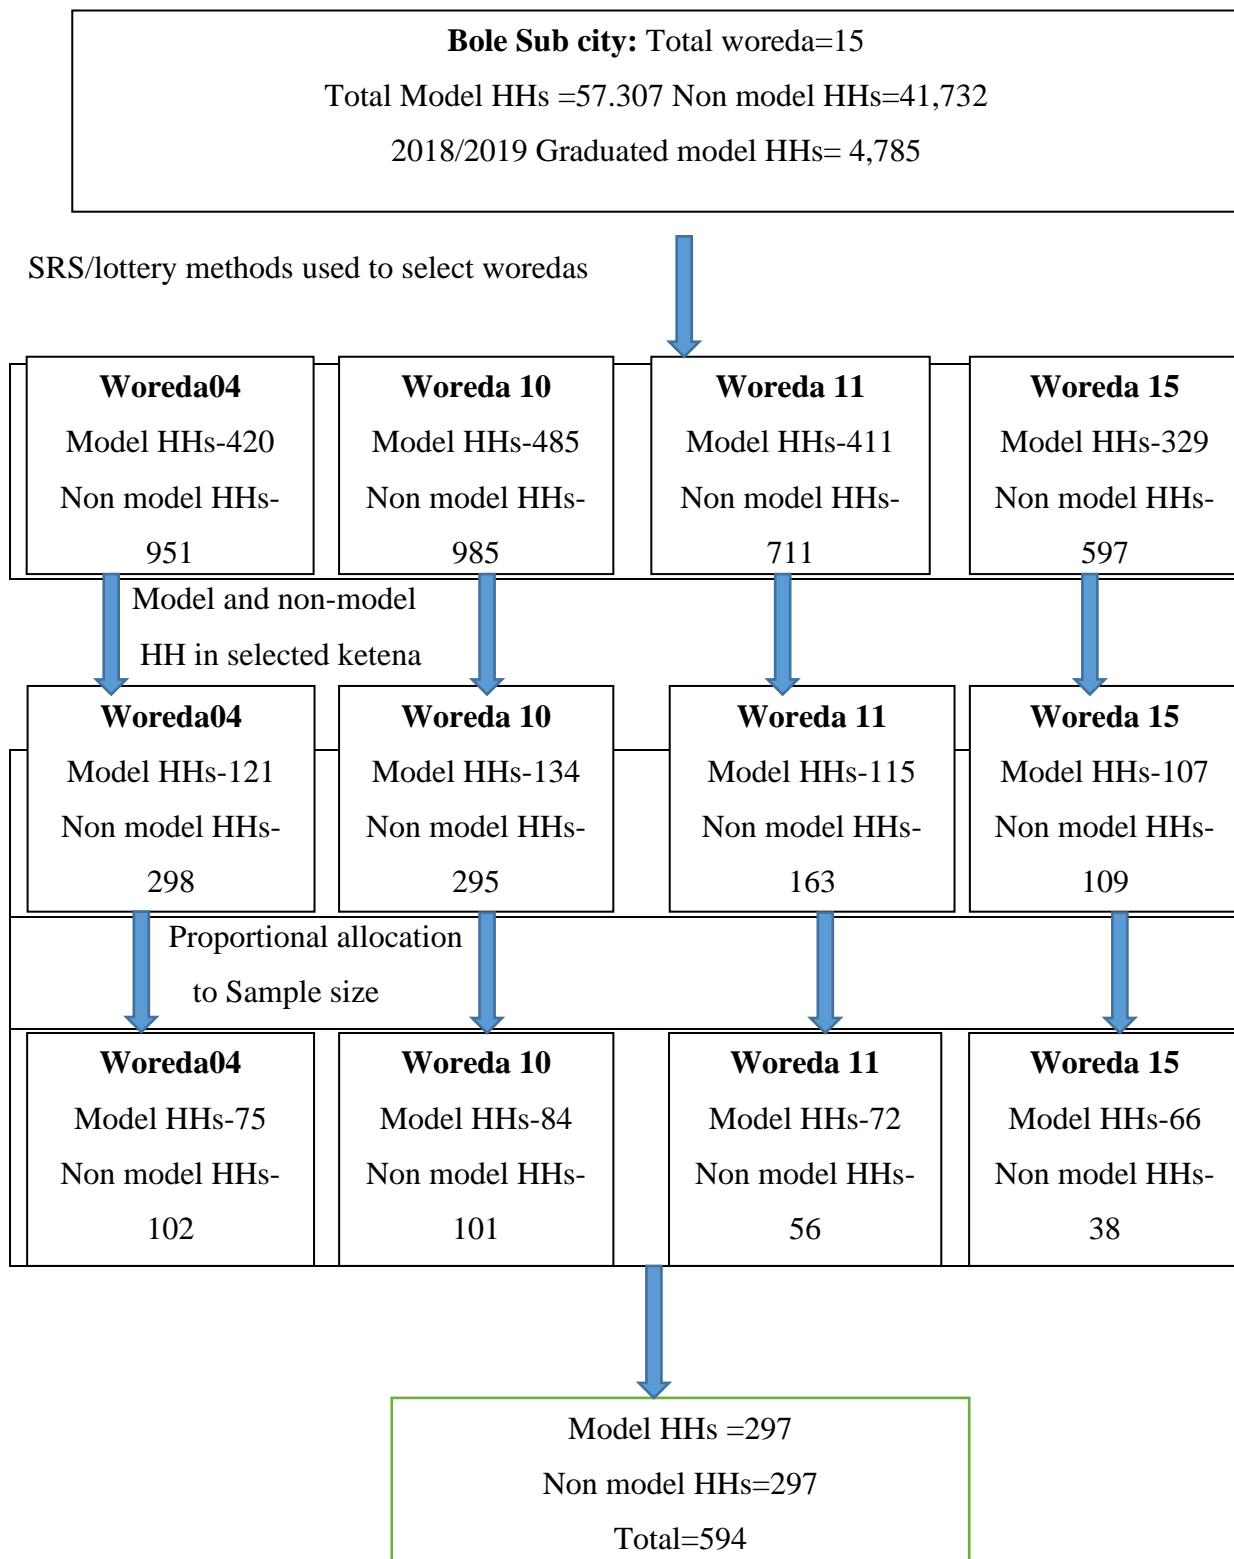 Bole Sub city: Total woreda=15
Total Model HHs =57.307 Non model HHs=41,732
2018/2019 Graduated model HHs= 4,785
SRS/lottery methods used to select woredas
Woreda04
Model HHs-420
Non model HHs-
951
Woreda 10
Model HHs-485
Non model HHs-
985
Woreda 11
Model HHs-411
Non model HHs-
711
Woreda 15
Model HHs-329
Non model HHs-
597
Model and non-model
HH in selected ketena
Woreda04
Model HHs-121
Non model HHs-
298
Woreda 10
Model HHs-134
Non model HHs-
295
Woreda 11
Model HHs-115
Non model HHs-
163
Woreda 15
Model HHs-107
Non model HHs-
109
Proportional allocation
to Sample size
Woreda04
Model HHs-75
Non model HHs-
102
Woreda 10
Model HHs-84
Non model HHs-
101
Woreda 11
Model HHs-72
Non model HHs-
56
Woreda 15
Model HHs-66
Non model HHs-
38
Model HHs =297
Non model HHs=297
Total=594